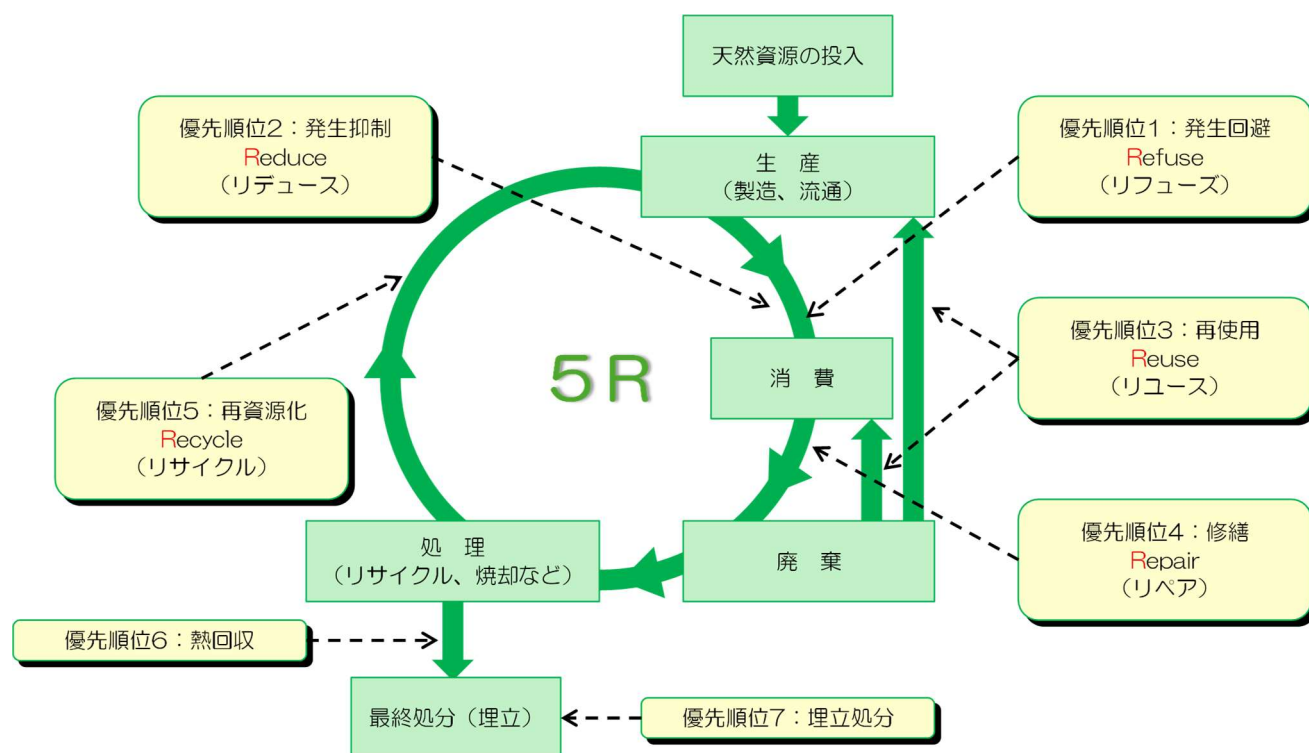 天然資源の投入
優先順位2：発生抑制
Reduce
（リデュース）
生　産
（製造、流通）
優先順位1：発生回避
Refuse
（リフューズ）
5R
消　費
優先順位3：再使用
Reuse
（リユース）
優先順位5：再資源化
Recycle
（リサイクル）
処　理
（リサイクル、焼却など）
廃　棄
優先順位4：修繕
Repair
（リペア）
優先順位6：熱回収
最終処分（埋立）
優先順位7：埋立処分